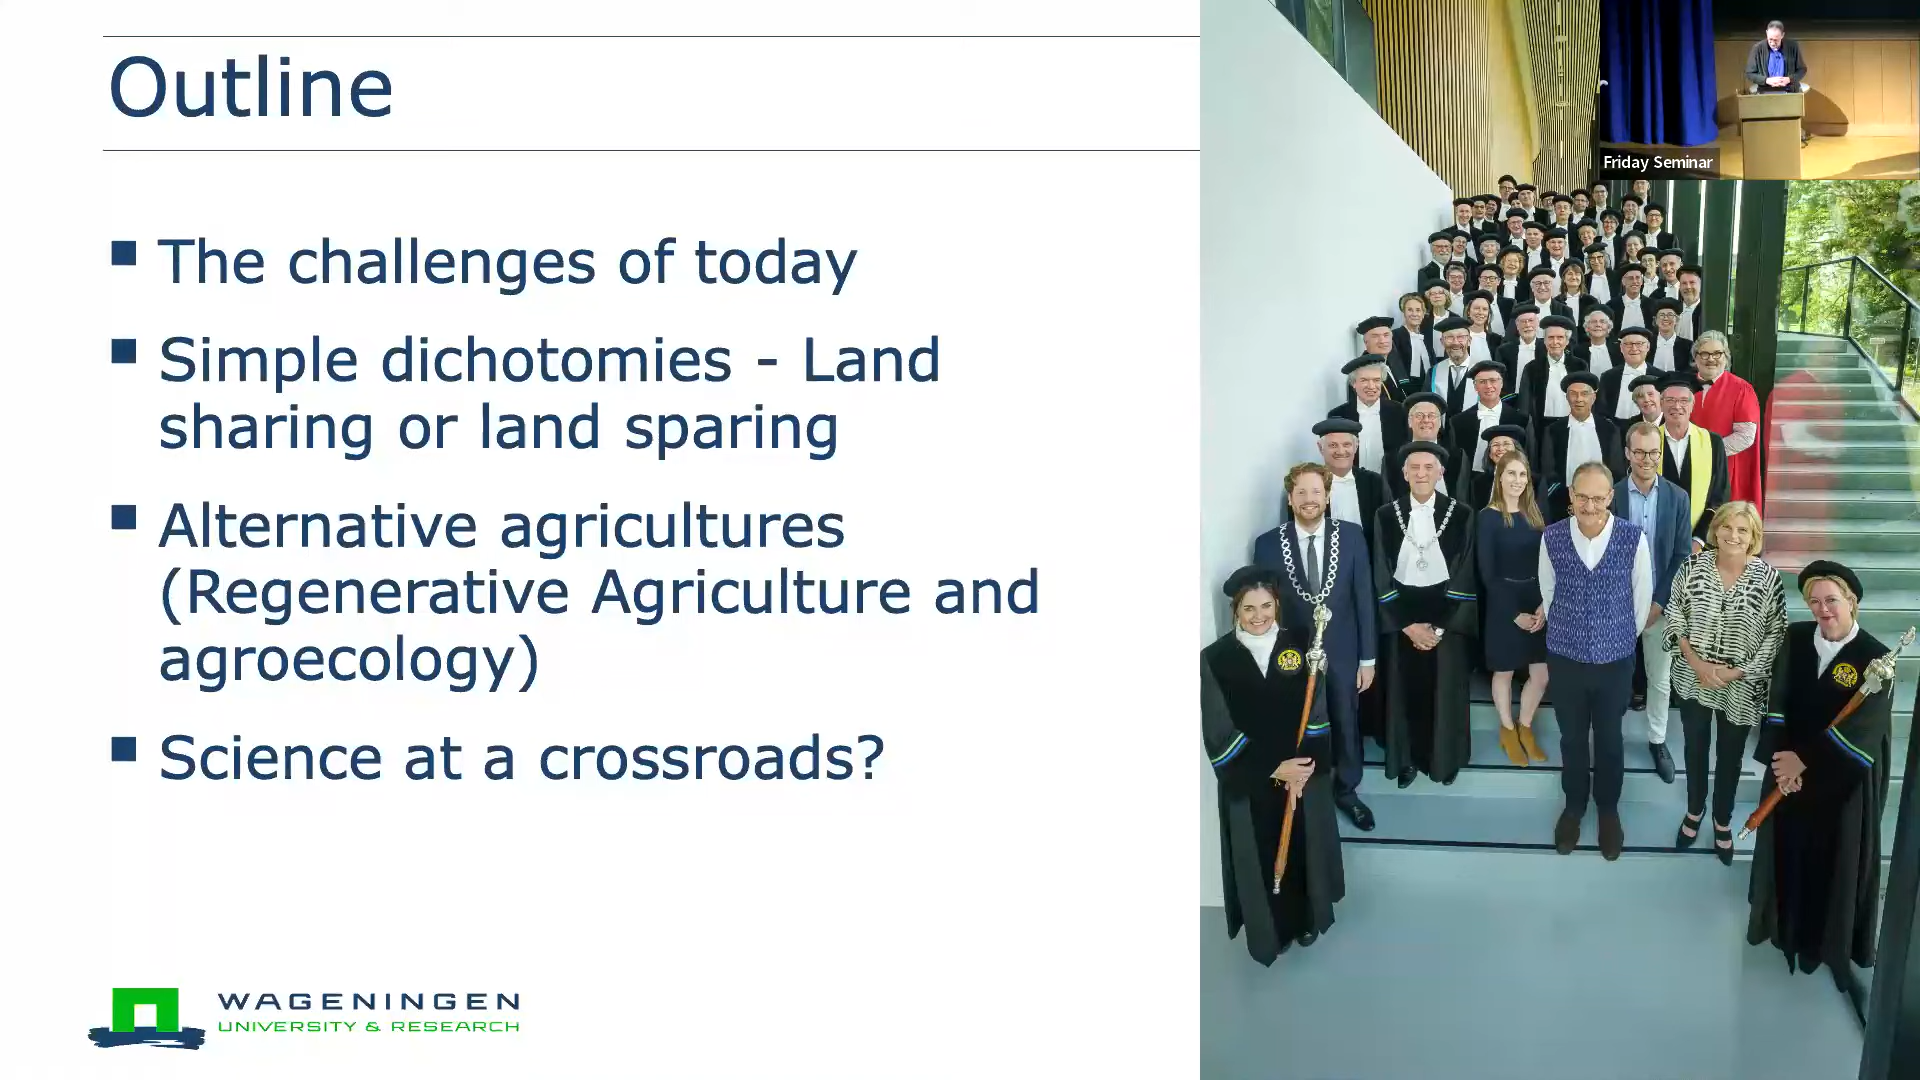 Outline
The challenges of today
Simple dichotomies - Land
sharing or land sparing
Alternative agricultures
(Regenerative Agriculture and
agroecology)
Science at a crossroads?
WAGENINGEN
UNIVERSITY & RESEARCH
Friday Seminar